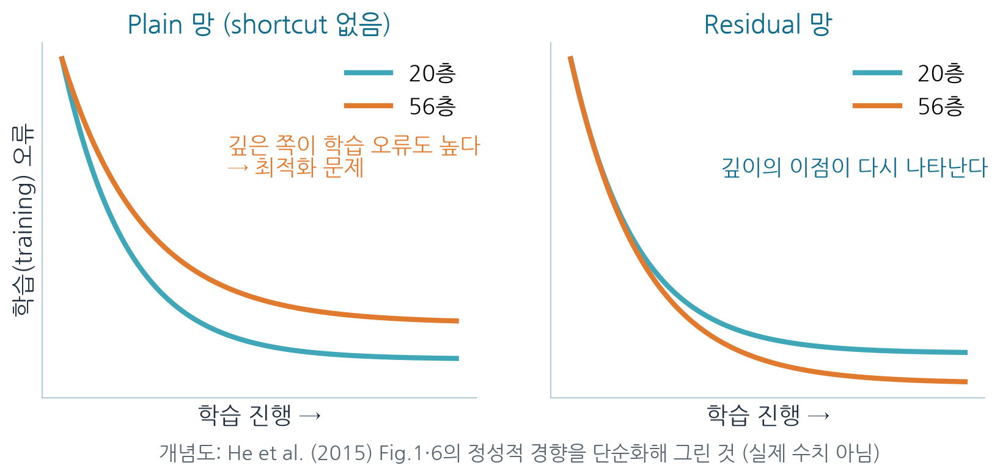 Plain 망 (shortcut 없음)
20층
56층
깊은 쪽이 학습 오류도 높다
→ 최적화 문제
학습(training) 오류
학습 진행 →
Residual 망
20층
56층
깊이의 이점이 다시 나타난다
학습 진행 →
개념도: He et al. (2015) Fig.1·6의 정성적 경향을 단순화해 그린 것 (실제 수치 아님)